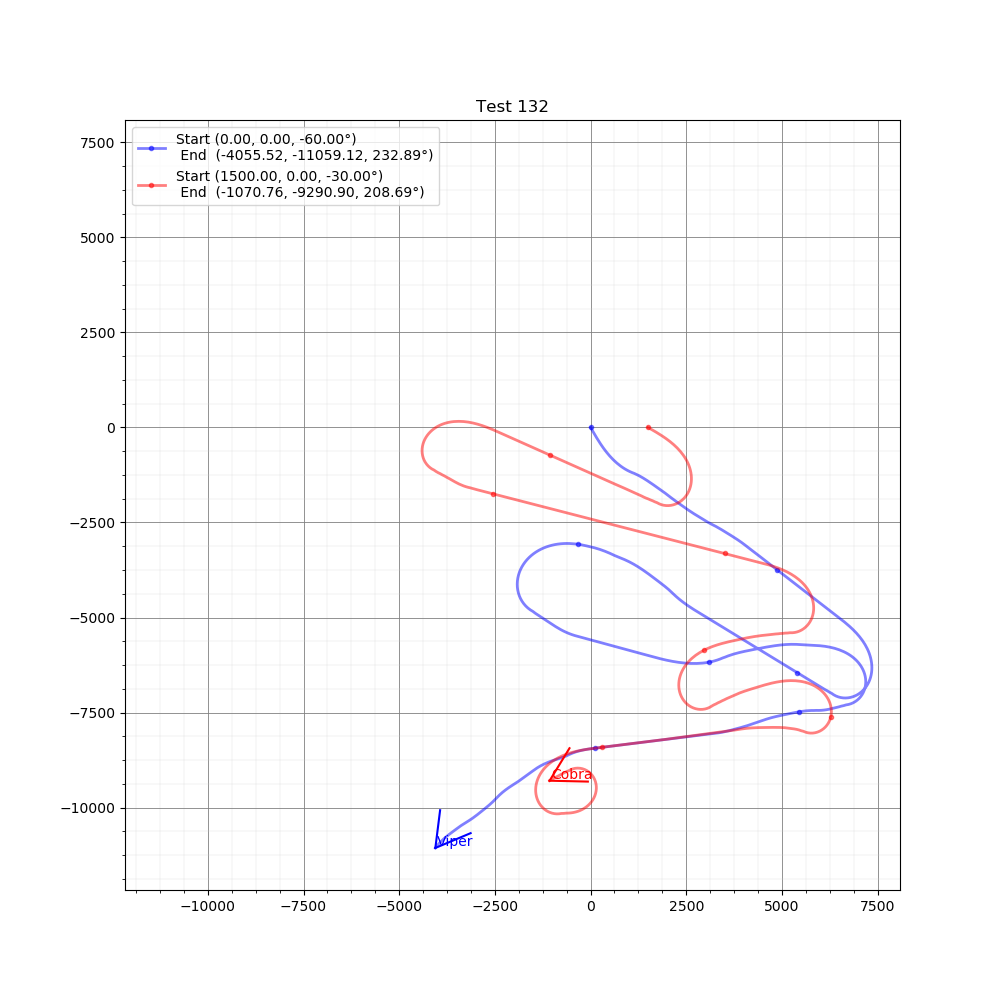 Test 132
Start (0.00, 0.00, -60.00°)
End (-4055.52, -11059.12, 232.89°)
Start (1500.00, 0.00, -30.00°)
End (-1070.76, -9290.90, 208.69°)
7500
5000
2500
0
−2500
−5000
−7500
−10000
Cobra
Viper
−10000 −7500 −5000 −2500 0 2500 5000 7500